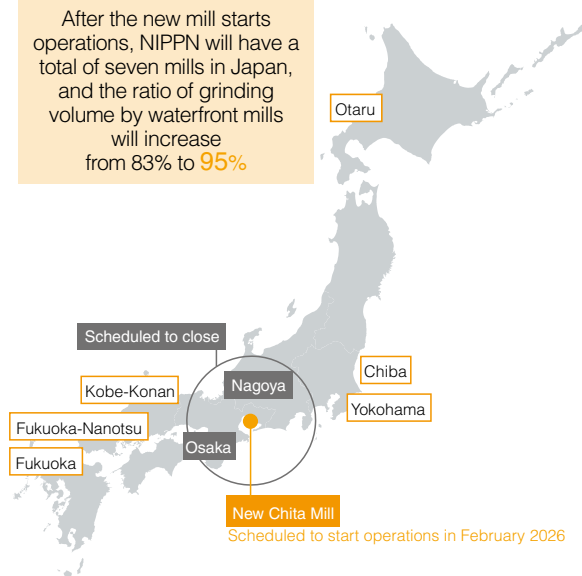 After the new mill starts
operations, NIPPN will have a
total of seven mills in Japan,
and the ratio of grinding
volume by waterfront mills
will increase
from 83% to 95%
Otaru
Scheduled to close
Nagoya
Chiba
Kobe-Konan
Yokohama
Fukuoka-Nanotsu
Osaka
Fukuoka
New Chita Mill
Scheduled to start operations in February 2026